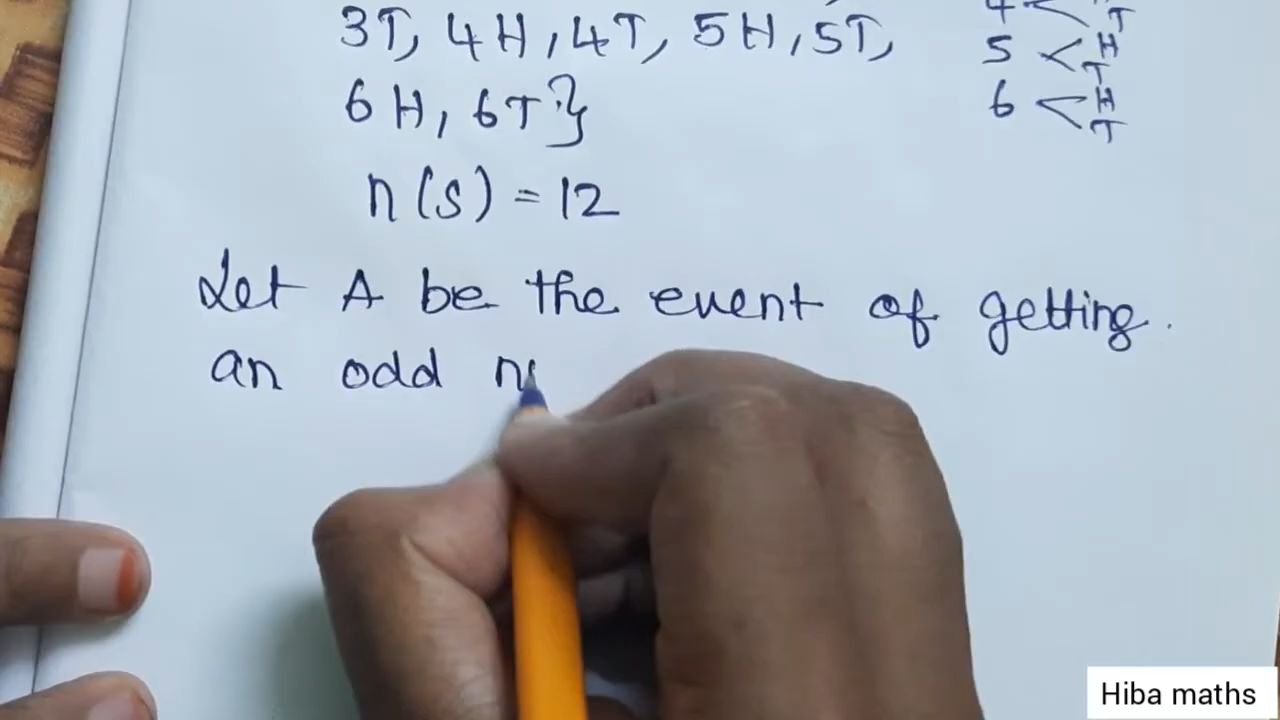 3T, 4H, 4T, 5H, 5T,
6H, 6T}
n(s) = 12
Let A be the event of getting
an odd
4 < T
5 < H T
6 < H T
Hiba maths